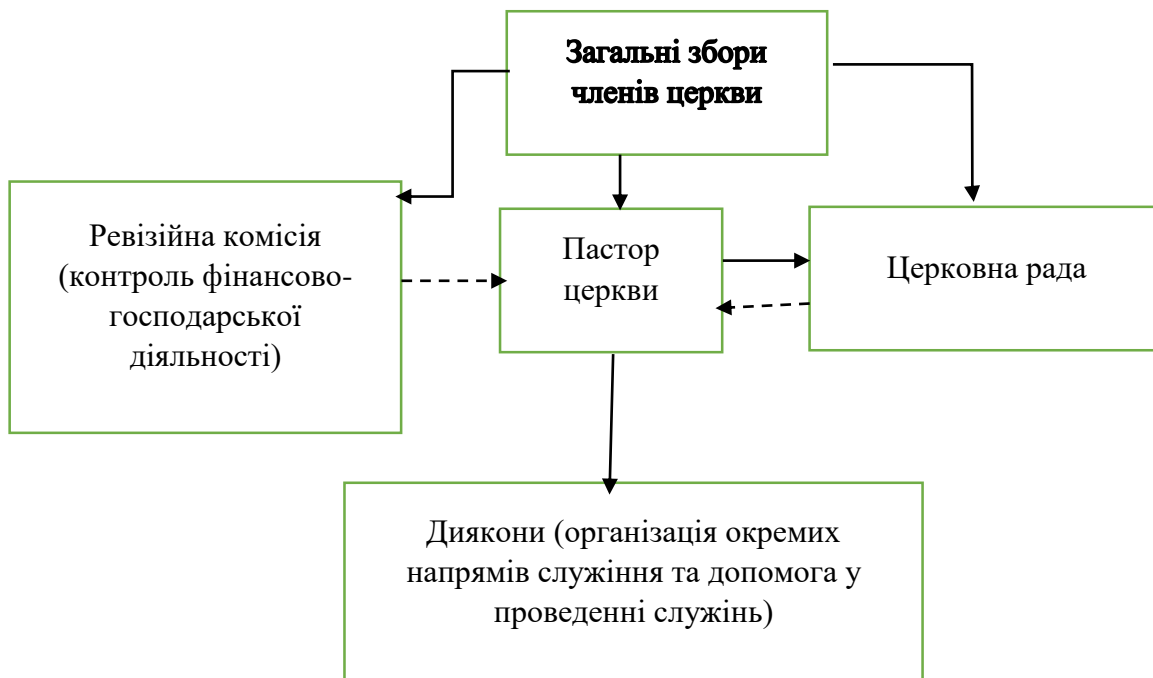 Загальні збори
членів церкви
Ревізійна комісія
(контроль фінансово-
господарської
діяльності)
Пастор
церкви
Церковна рада
Диякони (організація окремих
напрямів служіння та допомога у
проведенні служінь)